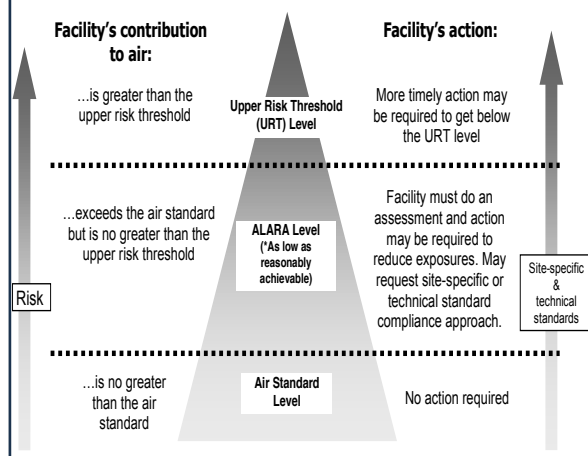 Facility's contribution
to air:
Facility's action:
…is greater than the
upper risk threshold
Upper Risk Threshold
(URT) Level
More timely action may
be required to get below
the URT level
…exceeds the air standard
but is no greater than the
upper risk threshold
ALARA Level
(*As low as
reasonably
achievable)
Facility must do an
assessment and action
may be required to
reduce exposures. May
request site-specific or
technical standard
compliance approach.
Risk
Site-specific
&
technical
standards
…is no greater
than the air
standard
Air Standard
Level
No action required